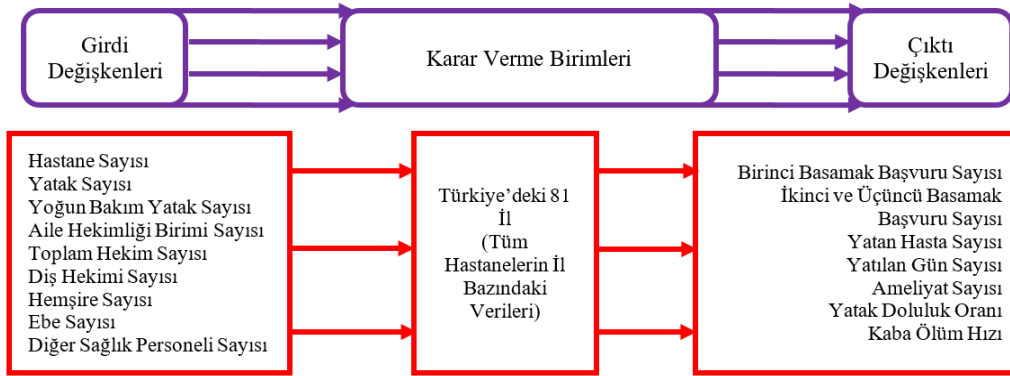 Girdi
Değişkenleri
Karar Verme Birimleri
Çıktı
Değişkenleri
Hastane Sayısı
Yatak Sayısı
Yoğun Bakım Yatak Sayısı
Aile Hekimliği Birimi Sayısı
Toplam Hekim Sayısı
Diş Hekimi Sayısı
Hemşire Sayısı
Ebe Sayısı
Diğer Sağlık Personeli Sayısı
Türkiye’deki 81
İl
(Tüm
Hastanelerin İl
Bazındaki
Verileri)
Birinci Basamak Başvuru Sayısı
İkinci ve Üçüncü Basamak
Başvuru Sayısı
Yatan Hasta Sayısı
Yatılan Gün Sayısı
Ameliyat Sayısı
Yatak Doluluk Oranı
Kaba Ölüm Hızı